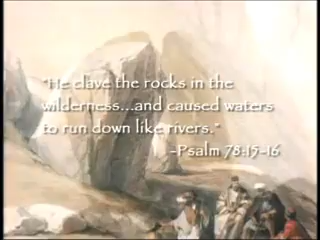 "He clave the rocks in the
wilderness...and caused waters
to run down like rivers."
-Psalm 78:15-16